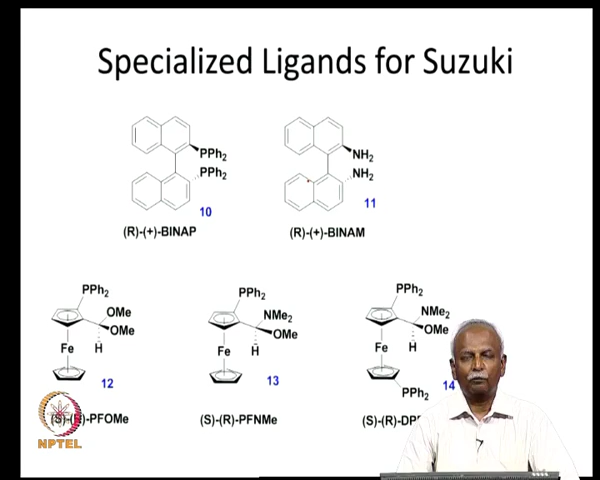 Specialized Ligands for Suzuki
PPh2
PPh2
10
(R)-(+)-BINAP
NH2
NH2
11
(R)-(+)-BINAM
PPh2
OMe
OMe
Fe
H
12
PPh2
NMe2
OMe
Fe
H
13
(S)-(R)-PFNMe
PPh2
NMe2
OMe
Fe
H
PPh2
14
(S)-(R)-PFOMe
NPTEL